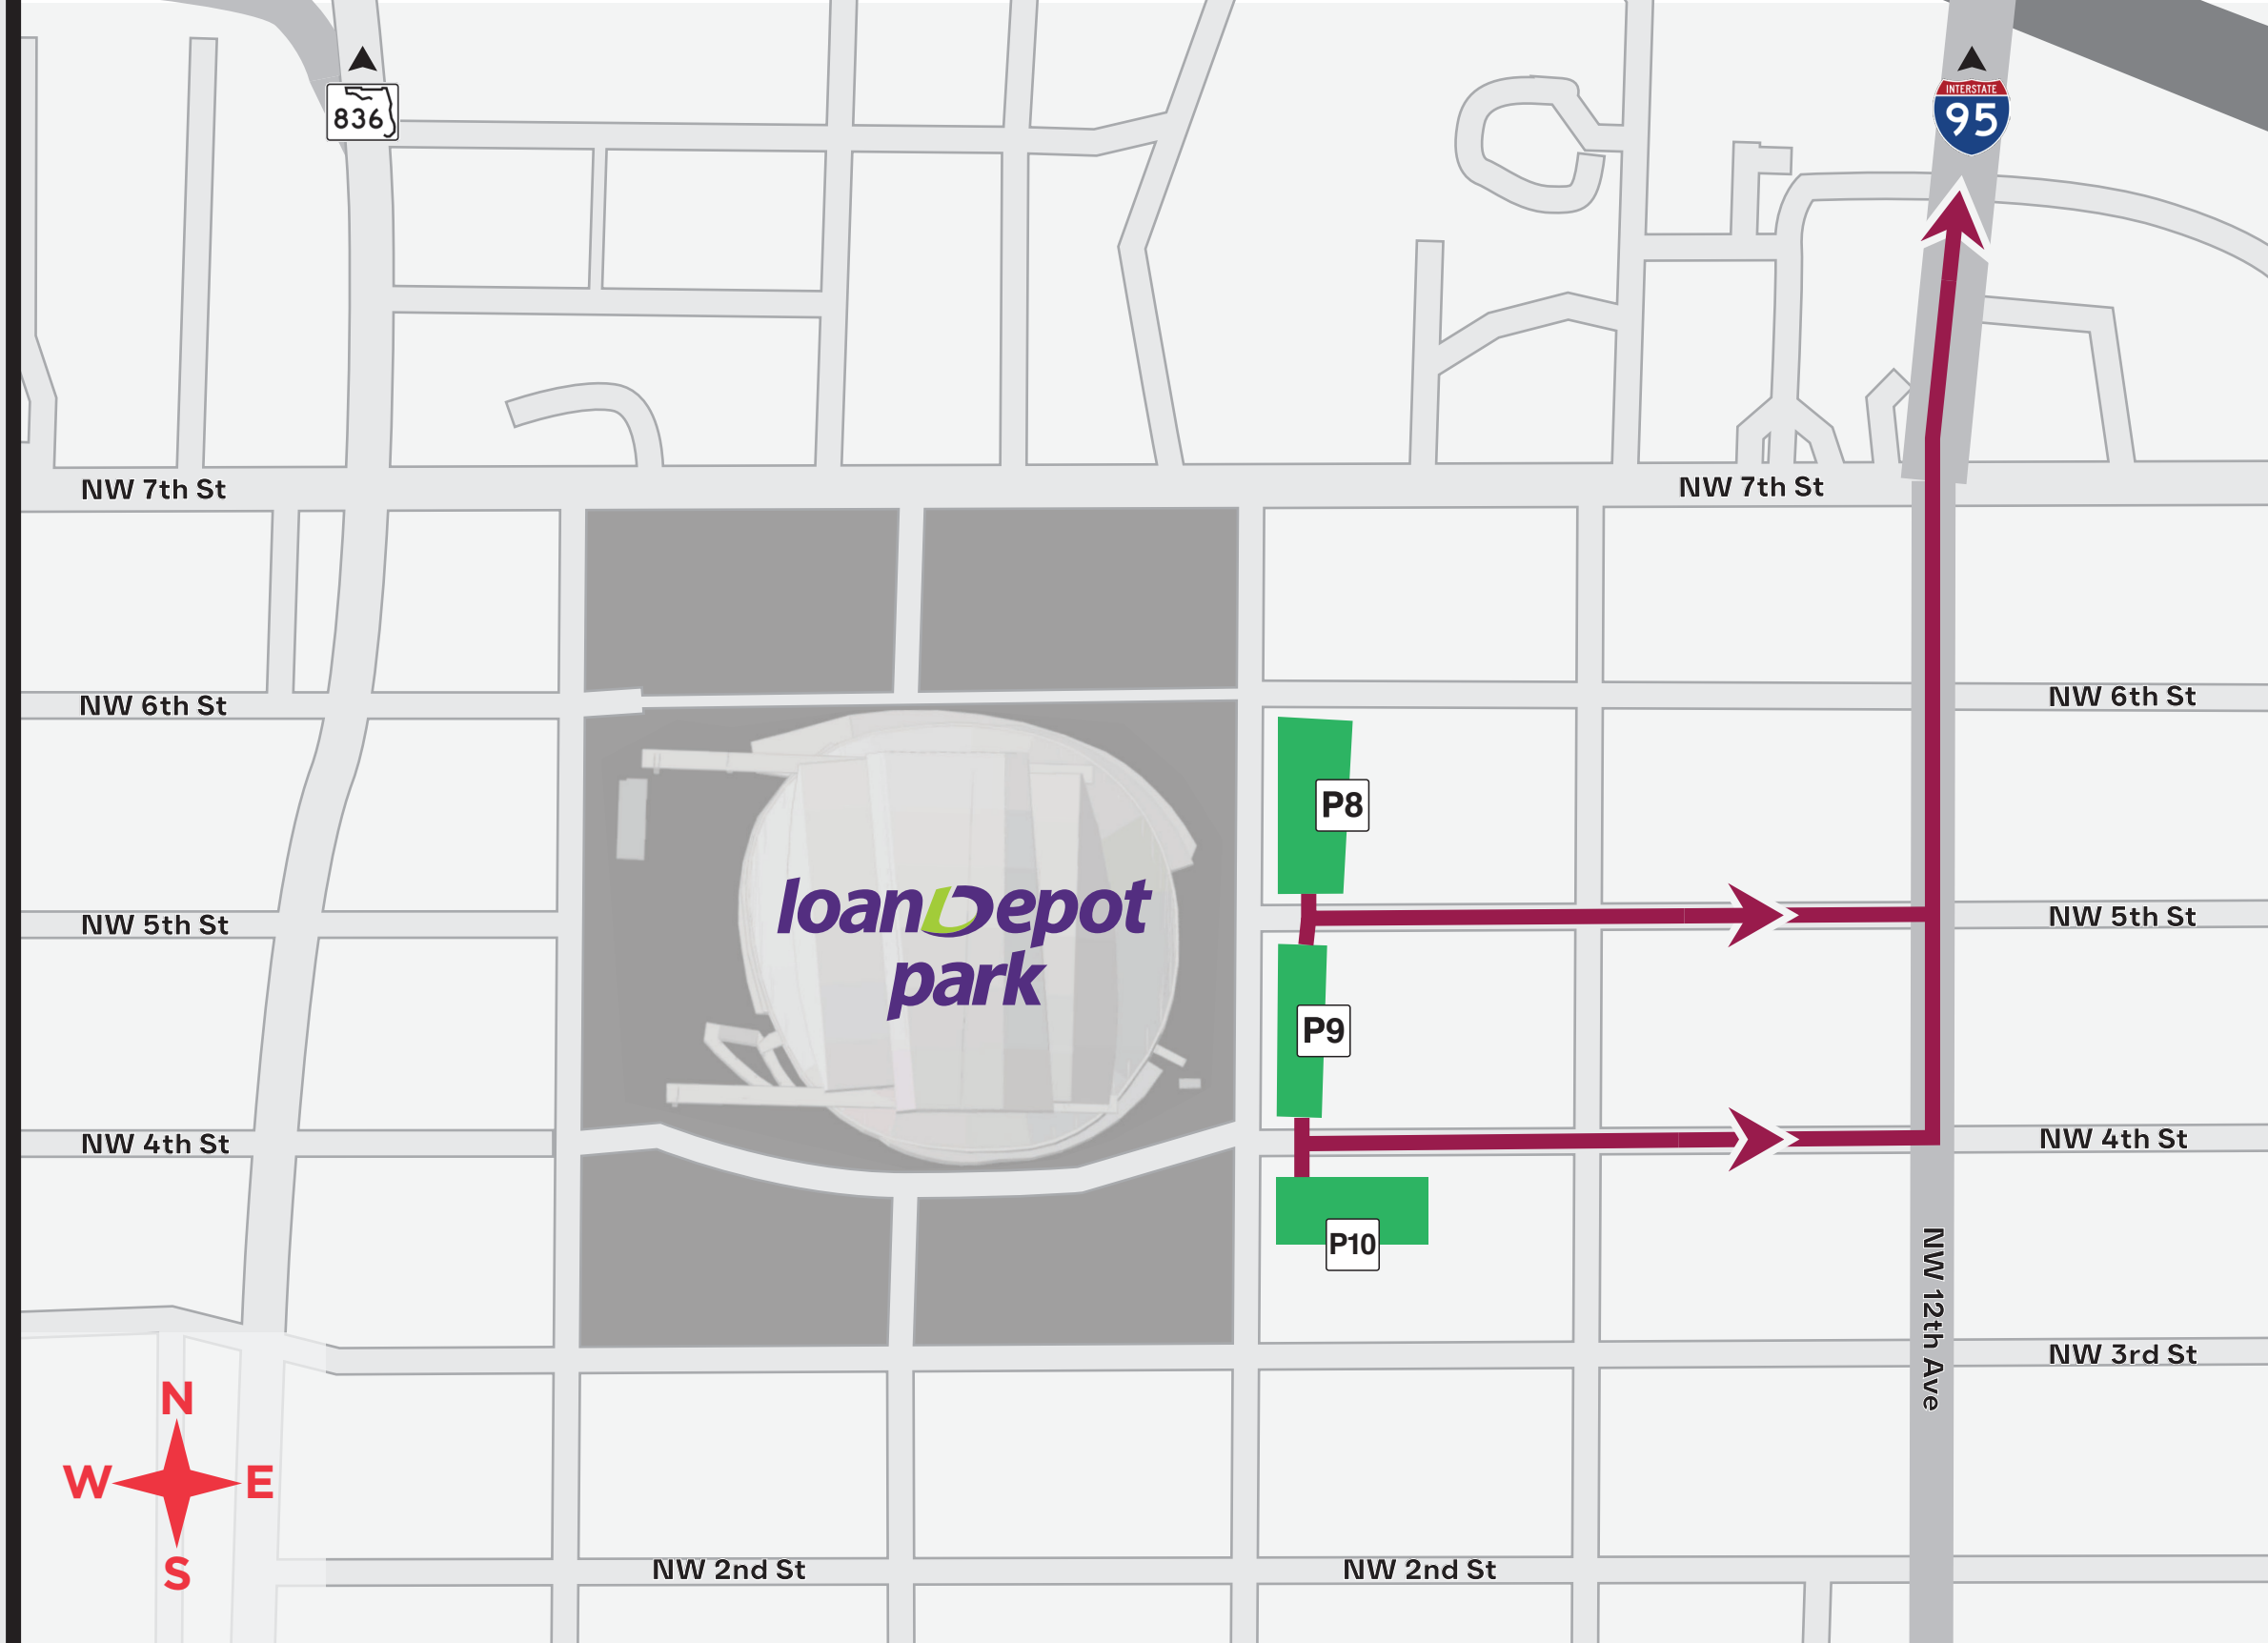 836
INTERSTATE
95
NW 7th St
NW 7th St
NW 6th St
NW 6th St
P8
loanDepot
park
NW 5th St
NW 5th St
P9
NW 4th St
NW 4th St
P10
NW 12th Ave
NW 3rd St
N
W
E
S
NW 2nd St
NW 2nd St